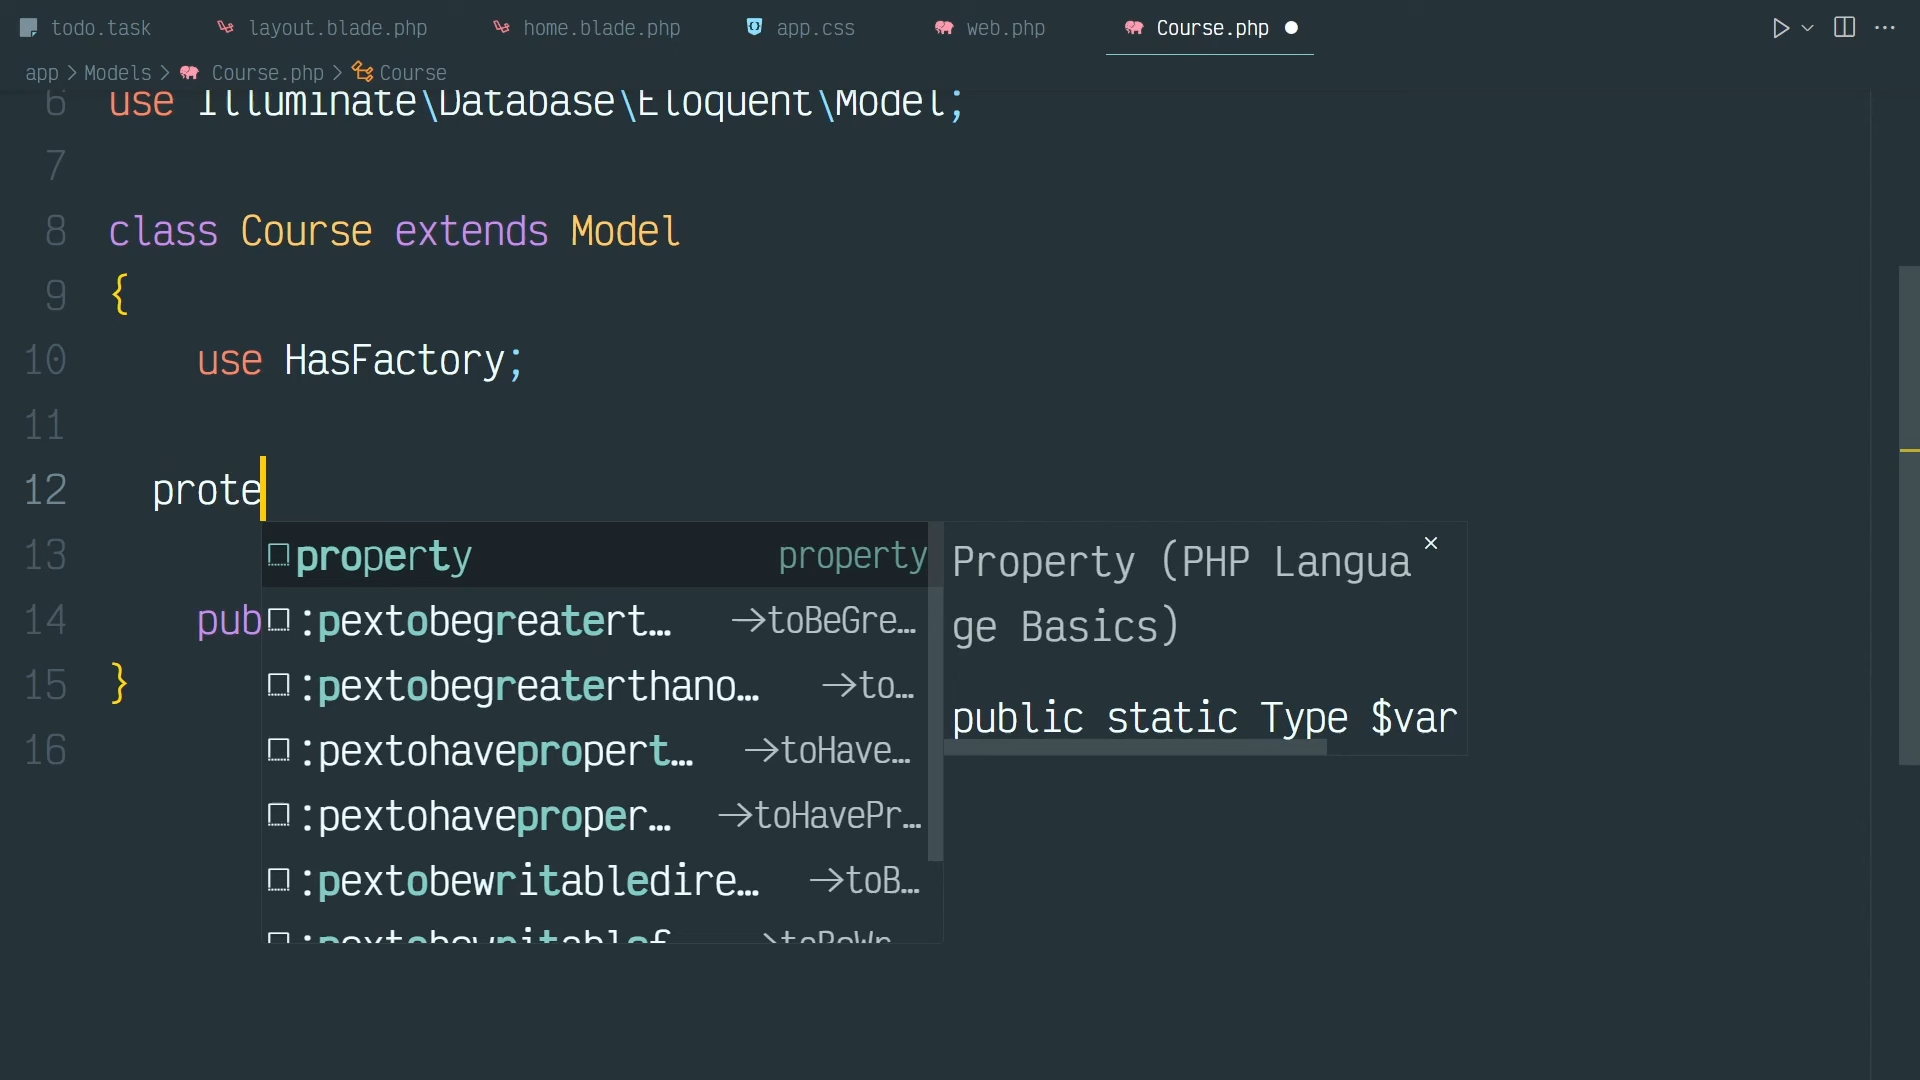 todo.task layout.blade.php home.blade.php app.css web.php Course.php
app > Models > Course.php > Course
6 use Illuminate\Database\Eloquent\Model;
7
8 class Course extends Model
9 {
10 use HasFactory;
11
12 prote
13
14 pub
15 }
16
property property
:pextobegreatert… →toBeGre…
:pextobegreaterthano… →to…
:pextohavepropert… →toHave…
:pextohaveproper… →toHavePr…
:pextobewritabledire… →toB…
:pextobewritablef… →toBeWr…
Property (PHP Langua
ge Basics)
public static Type $var